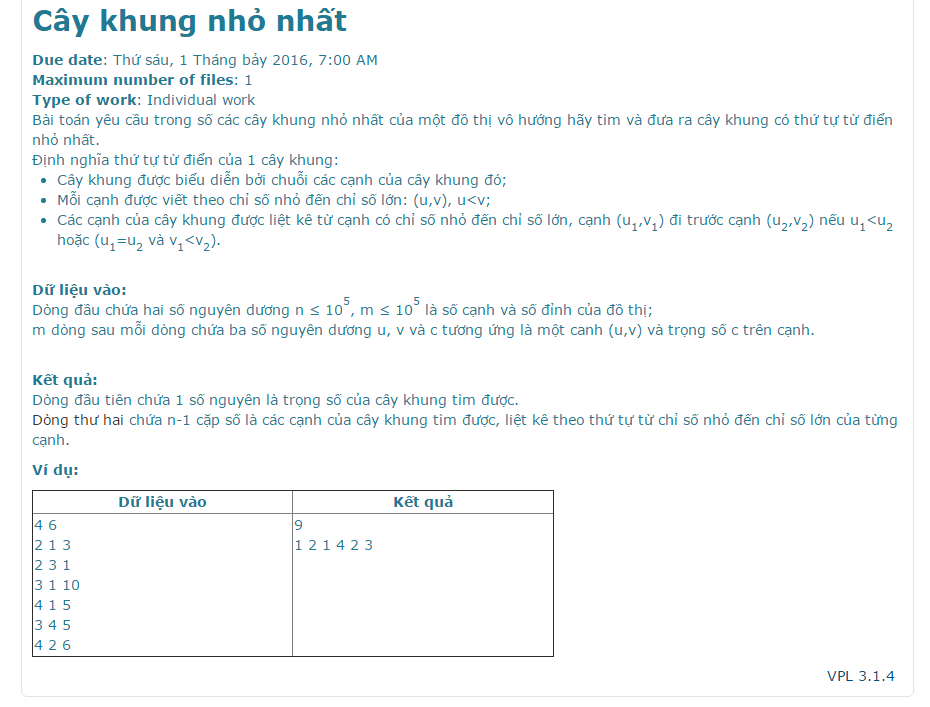 Cây khung nhỏ nhất
Due date: Thứ sáu, 1 Tháng bảy 2016, 7:00 AM
Maximum number of files: 1
Type of work: Individual work
Bài toán yêu cầu trong số các cây khung nhỏ nhất của một đồ thị vô hướng hãy tìm và đưa ra cây khung có thứ tự từ điển
nhỏ nhất.
Định nghĩa thứ tự từ điển của 1 cây khung:
• Cây khung được biểu diễn bởi chuỗi các cạnh của cây khung đó;
• Mỗi cạnh được viết theo chỉ số nhỏ đến chỉ số lớn: (u,v), u<v;
• Các cạnh của cây khung được liệt kê từ cạnh có chỉ số nhỏ đến chỉ số lớn, cạnh (u₁,v₁) đi trước cạnh (u₂,v₂) nếu u₁<u₂
hoặc (u₁=u₂ và v₁<v₂).
Dữ liệu vào:
Dòng đầu chứa hai số nguyên dương n ≤ 10⁵, m ≤ 10⁵ là số cạnh và số đỉnh của đồ thị;
m dòng sau mỗi dòng chứa ba số nguyên dương u, v và c tương ứng là một canh (u,v) và trọng số c trên cạnh.
Kết quả:
Dòng đầu tiên chứa 1 số nguyên là trọng số của cây khung tìm được.
Dòng thư hai chứa n-1 cặp số là các cạnh của cây khung tìm được, liệt kê theo thứ tự từ chỉ số nhỏ đến chỉ số lớn của từng
cạnh.
Ví dụ:
Dữ liệu vào Kết quả
4 6 9
2 1 3 1 2 1 4 2 3
2 3 1
3 1 10
4 1 5
3 4 5
4 2 6
VPL 3.1.4